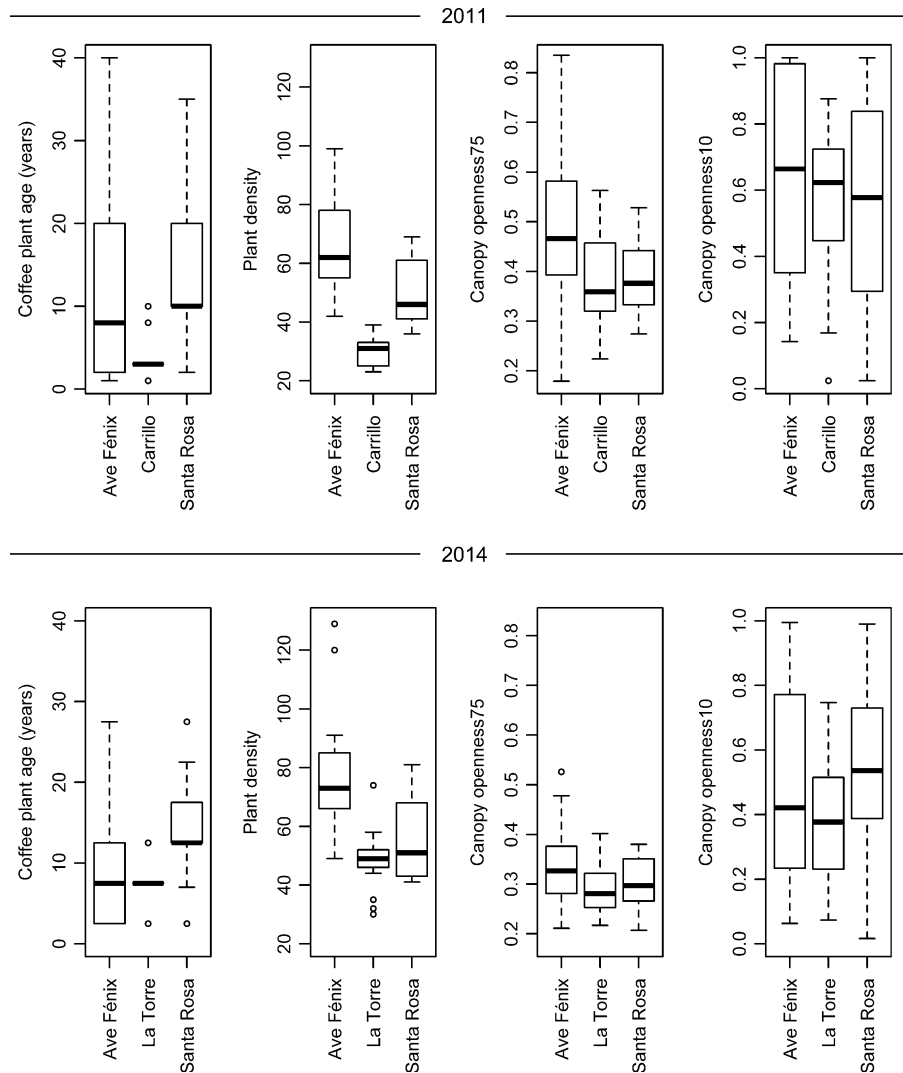 2011
Coffee plant age (years)
0 10 20 30 40
Ave Fénix
Carrillo
Santa Rosa
Plant density
20 40 60 80 100 120
Ave Fénix
Carrillo
Santa Rosa
Canopy openness75
0.2 0.3 0.4 0.5 0.6 0.7 0.8
Ave Fénix
Carrillo
Santa Rosa
Canopy openness10
0.0 0.2 0.4 0.6 0.8 1.0
Ave Fénix
Carrillo
Santa Rosa
2014
Coffee plant age (years)
0 10 20 30 40
Ave Fénix
La Torre
Santa Rosa
Plant density
20 40 60 80 100 120
Ave Fénix
La Torre
Santa Rosa
Canopy openness75
0.2 0.3 0.4 0.5 0.6 0.7 0.8
Ave Fénix
La Torre
Santa Rosa
Canopy openness10
0.0 0.2 0.4 0.6 0.8 1.0
Ave Fénix
La Torre
Santa Rosa